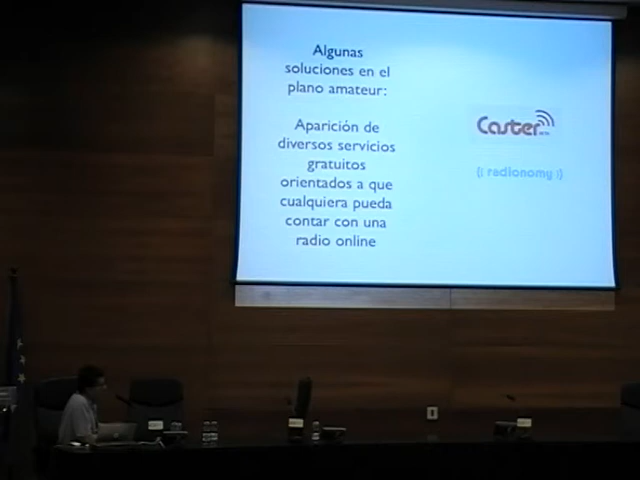 Algunas
soluciones en el
plano amateur:
Aparición de
diversos servicios
gratuitos
orientados a que
cualquiera pueda
contar con una
radio online
Caster
((: radionomy :))